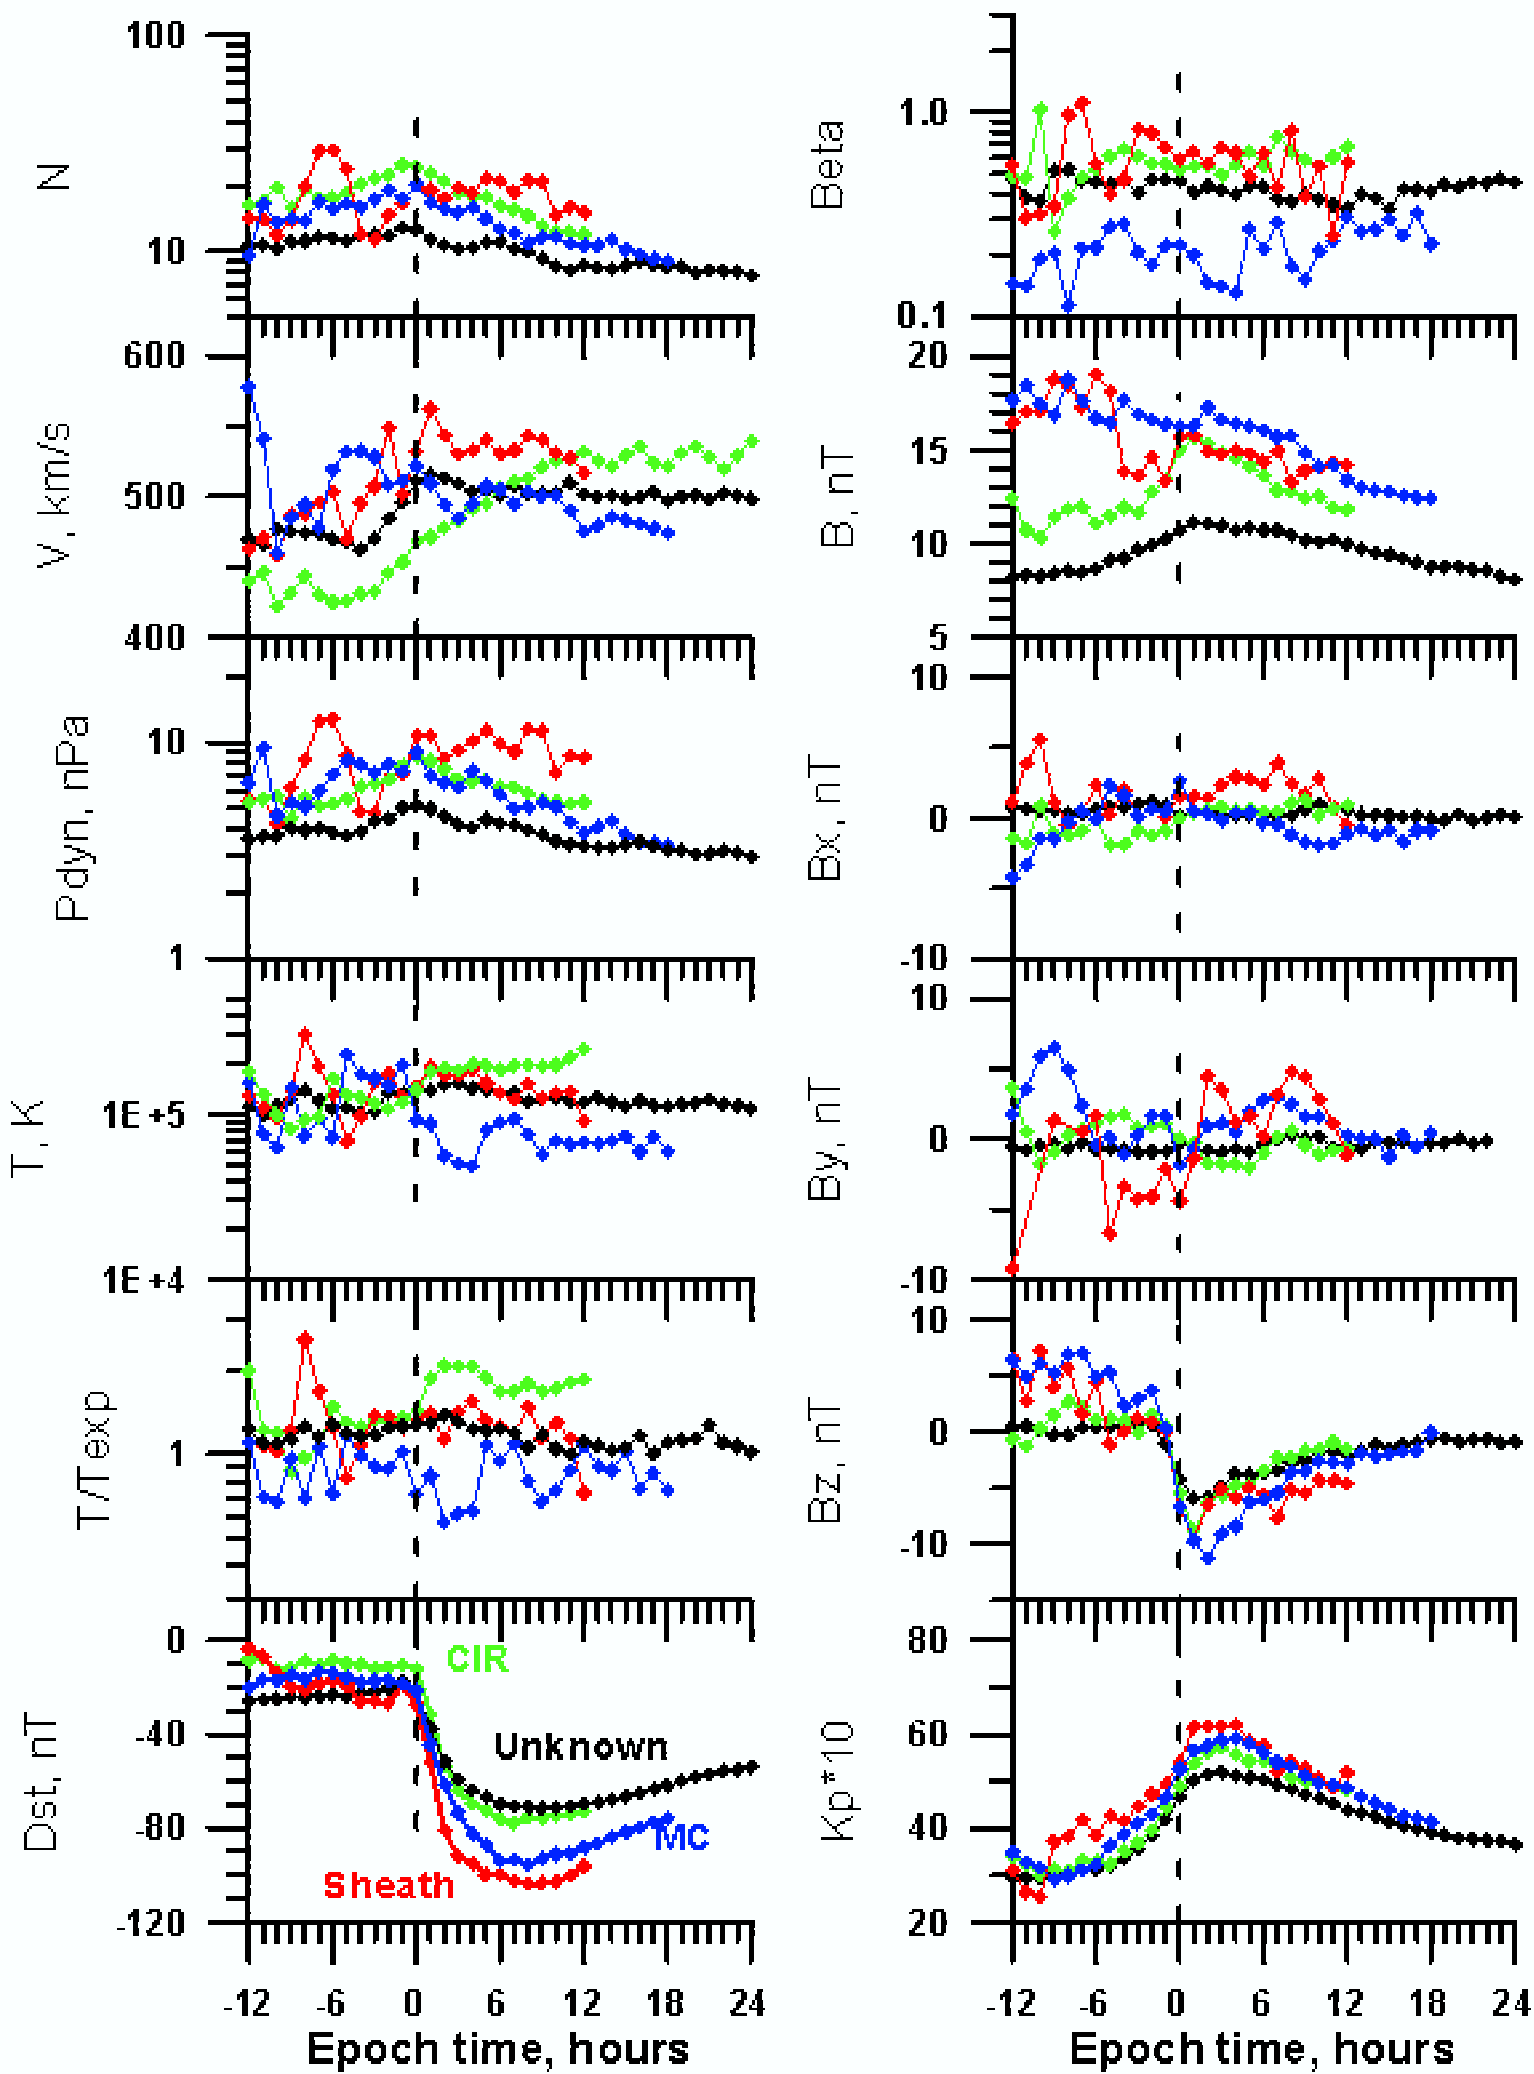 100
10
N
600
500
400
V, km/s
10
1
Pdyn, nPa
1E+5
1E+4
T, K
1
T/Texp
0
-40
-80
-120
Dst, nT
CIR
Unknown
MC
Sheath
-12 -6 0 6 12 18 24
Epoch time, hours
1.0
0.1
Beta
20
15
10
5
B, nT
10
0
-10
Bx, nT
10
0
-10
By, nT
10
0
-10
Bz, nT
80
60
40
20
Kp*10
-12 -6 0 6 12 18 24
Epoch time, hours